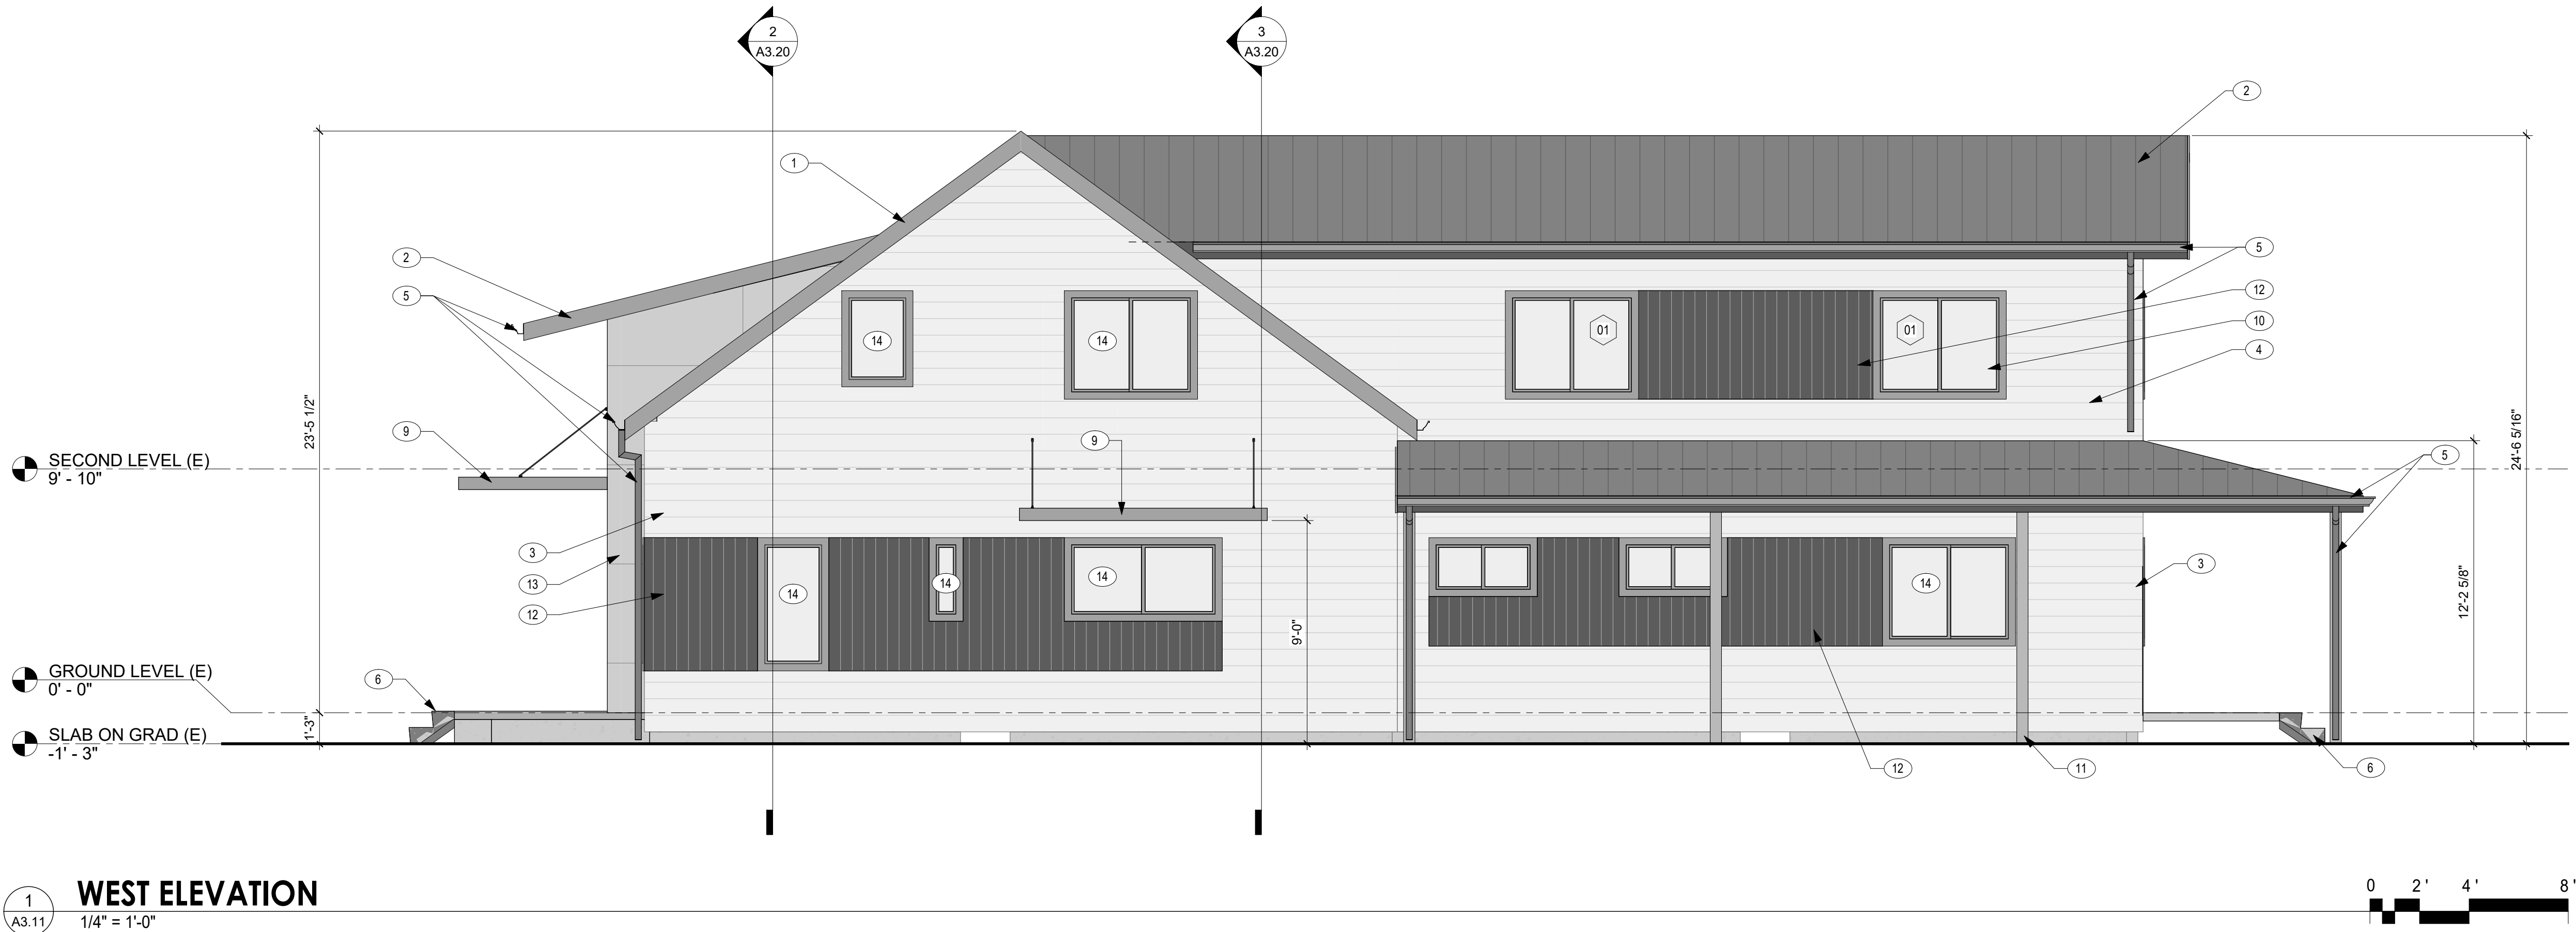 2
A3.20
3
A3.20
2
1
2
5
5
12
10
4
14
14
01
01
23'-5 1/2"
24'-6 5/16"
9
9
5
SECOND LEVEL (E)
9' - 10"
3
13
12
14
14
14
14
3
12'-2 5/8"
9'-0"
GROUND LEVEL (E)
0' - 0"
6
1'-3"
SLAB ON GRAD (E)
-1' - 3"
12
11
6
1
A3.11
WEST ELEVATION
1/4" = 1'-0"
0 2' 4' 8'